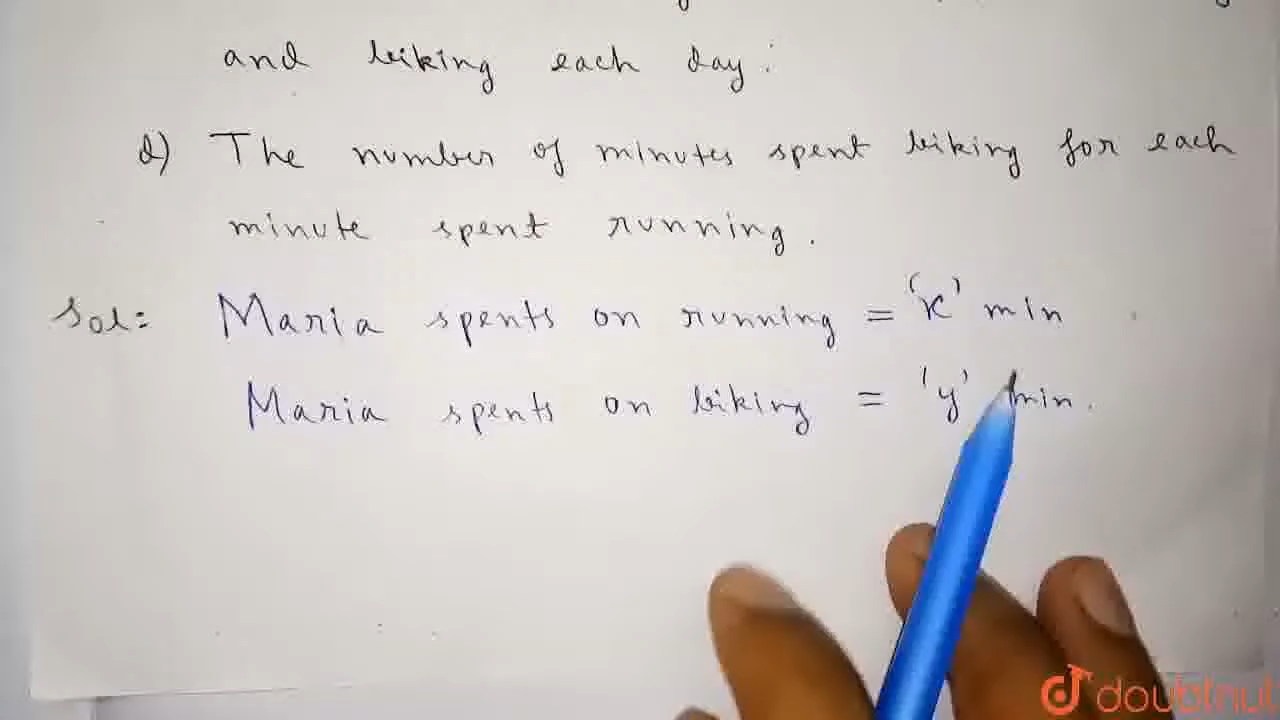 and biking each day.
d) The number of minutes spent biking for each
minute spent running.
Sol: Maria spents on running = 'x' min
Maria spents on biking = 'y' min.
doubtnut